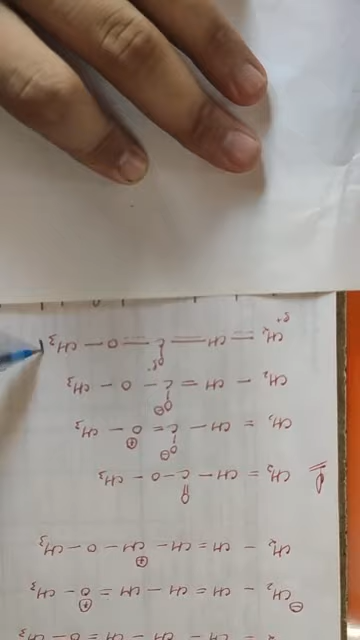 CH₂ – CH = CH – CH = O – CH₃
⊖ ⊕
CH₂ – CH = CH – CH – O – CH₃
⊕
O
||
CH₂ = CH – C – O – CH₃
O⊖
|
CH₂ = CH – C = O – CH₃
⊕
O⊖
|
CH₂ – CH = C – O – CH₃
Oδ-
CH₂ = CH = C = O – CH₃
δ+